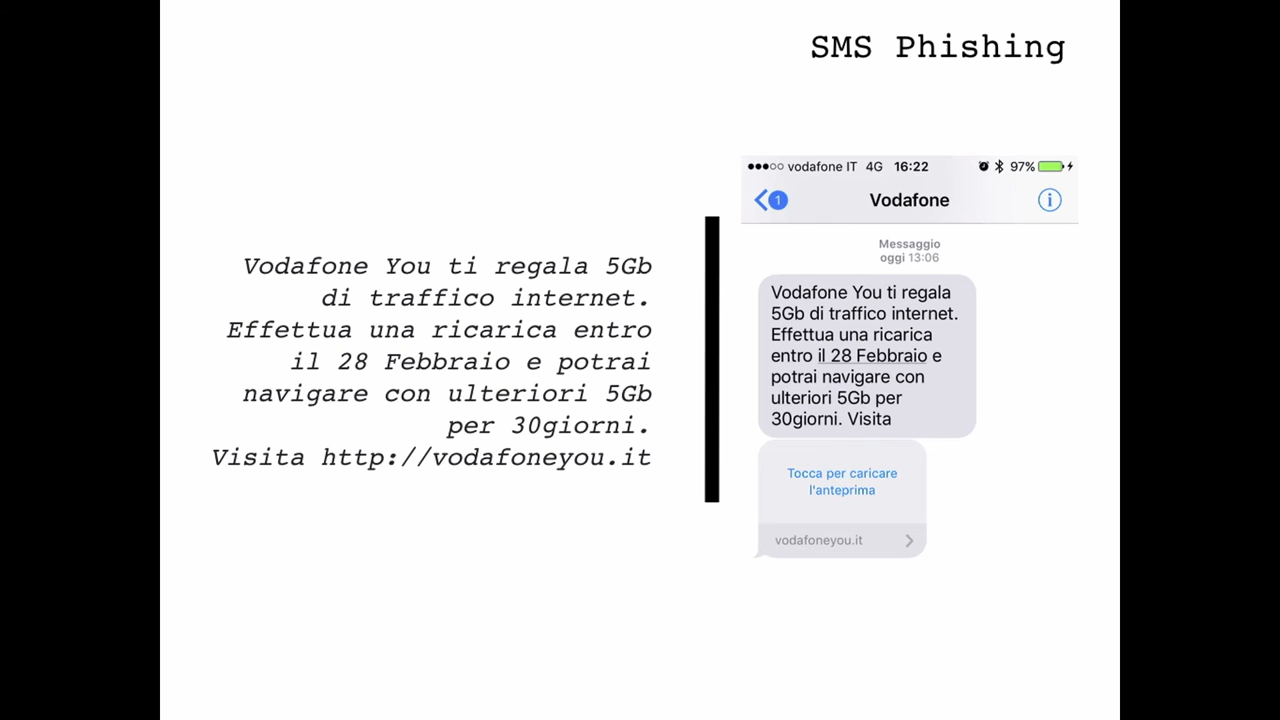 SMS Phishing
Vodafone You ti regala 5Gb
di traffico internet.
Effettua una ricarica entro
il 28 Febbraio e potrai
navigare con ulteriori 5Gb
per 30giorni.
Visita http://vodafoneyou.it
vodafone IT 4G 16:22 97%
1 Vodafone
Messaggio
oggi 13:06
Vodafone You ti regala
5Gb di traffico internet.
Effettua una ricarica
entro il 28 Febbraio e
potrai navigare con
ulteriori 5Gb per
30giorni. Visita
Tocca per caricare
l'anteprima
vodafoneyou.it